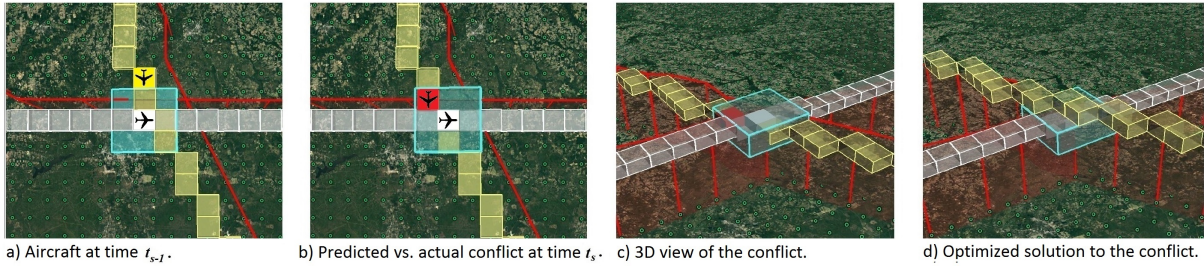 a) Aircraft at time t_{s-1}.
b) Predicted vs. actual conflict at time t_s.
c) 3D view of the conflict.
d) Optimized solution to the conflict.